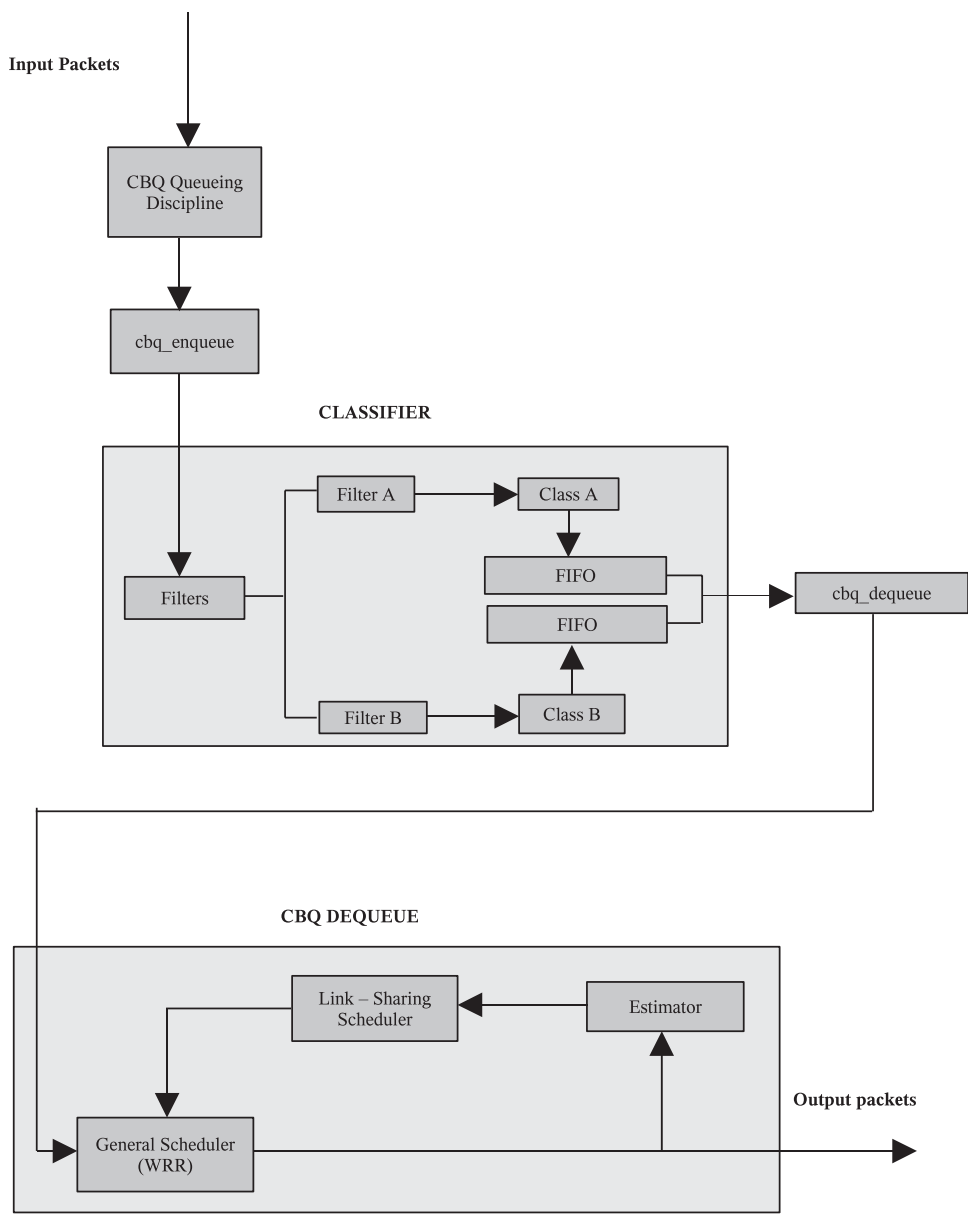 Input Packets
CBQ Queueing
Discipline
cbq_enqueue
CLASSIFIER
Filter A
Class A
FIFO
Filters
cbq_dequeue
FIFO
Filter B
Class B
CBQ DEQUEUE
Link – Sharing
Scheduler
Estimator
Output packets
General Scheduler
(WRR)